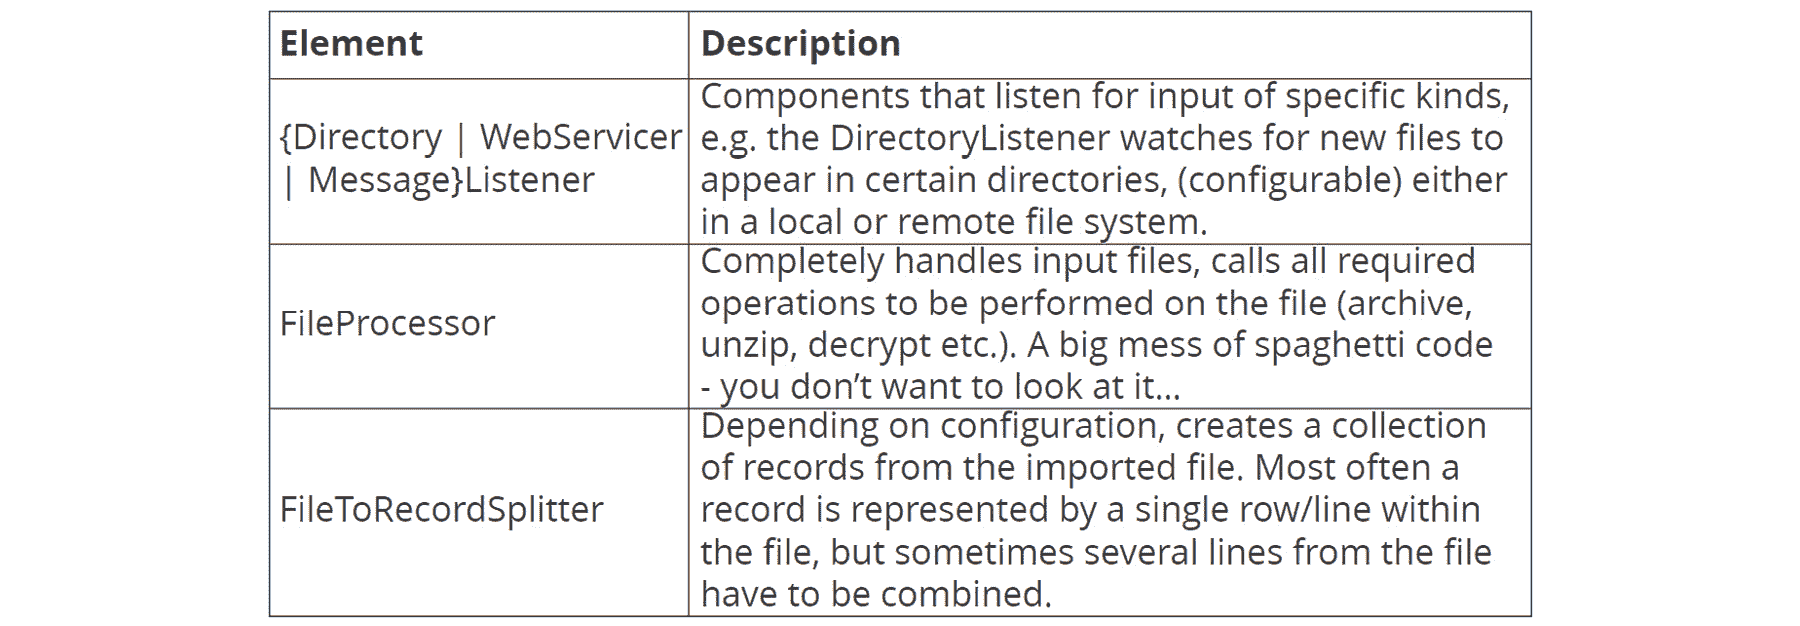 Element
Description
{Directory | WebServicer
| Message}Listener
Components that listen for input of specific kinds,
e.g. the DirectoryListener watches for new files to
appear in certain directories, (configurable) either
in a local or remote file system.
FileProcessor
Completely handles input files, calls all required
operations to be performed on the file (archive,
unzip, decrypt etc.). A big mess of spaghetti code
- you don’t want to look at it...
FileToRecordSplitter
Depending on configuration, creates a collection
of records from the imported file. Most often a
record is represented by a single row/line within
the file, but sometimes several lines from the file
have to be combined.